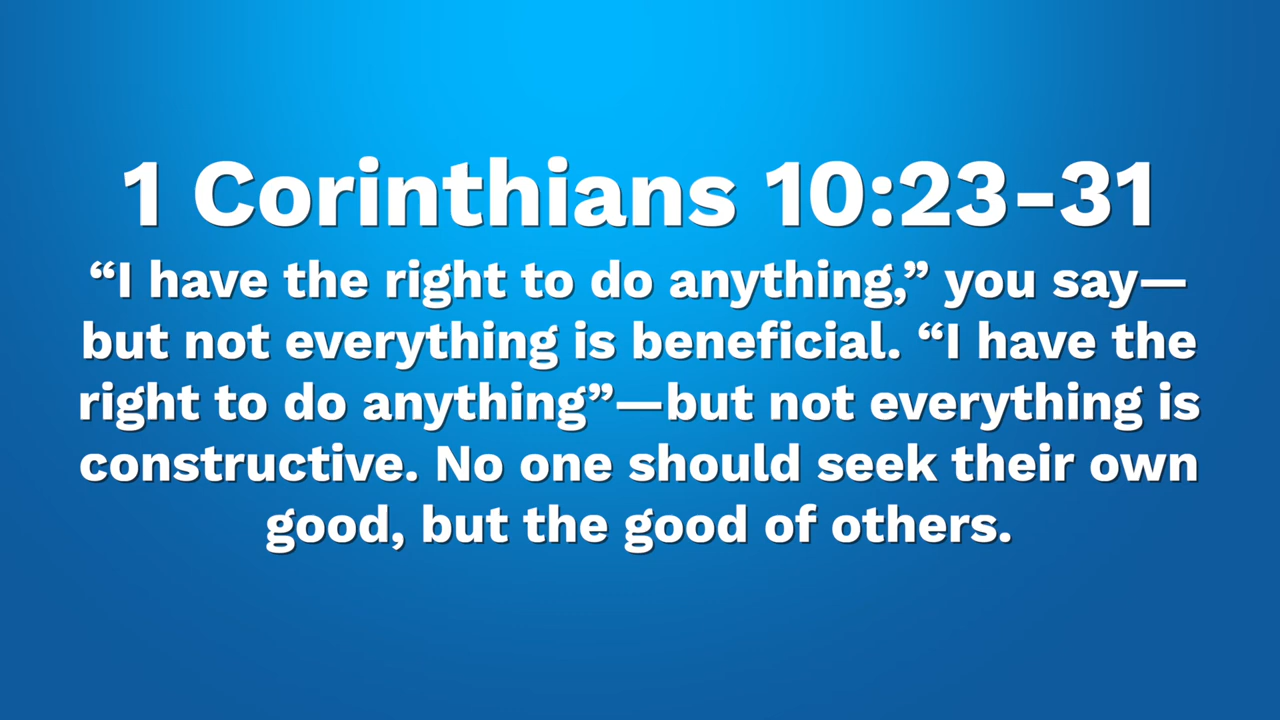 1 Corinthians 10:23-31
“I have the right to do anything,” you say—
but not everything is beneficial. “I have the
right to do anything”—but not everything is
constructive. No one should seek their own
good, but the good of others.